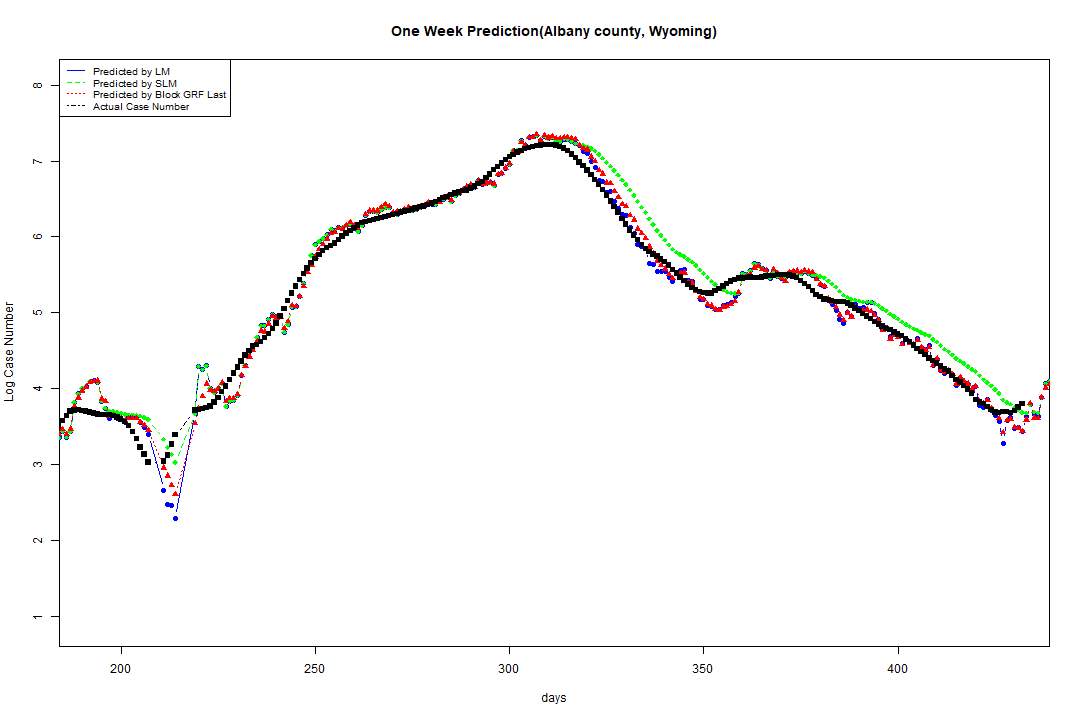 One Week Prediction(Albany county, Wyoming)
Predicted by LM
Predicted by SLM
Predicted by Block GRF Last
Actual Case Number
Log Case Number
8
7
6
5
4
3
2
1
200 250 300 350 400
days